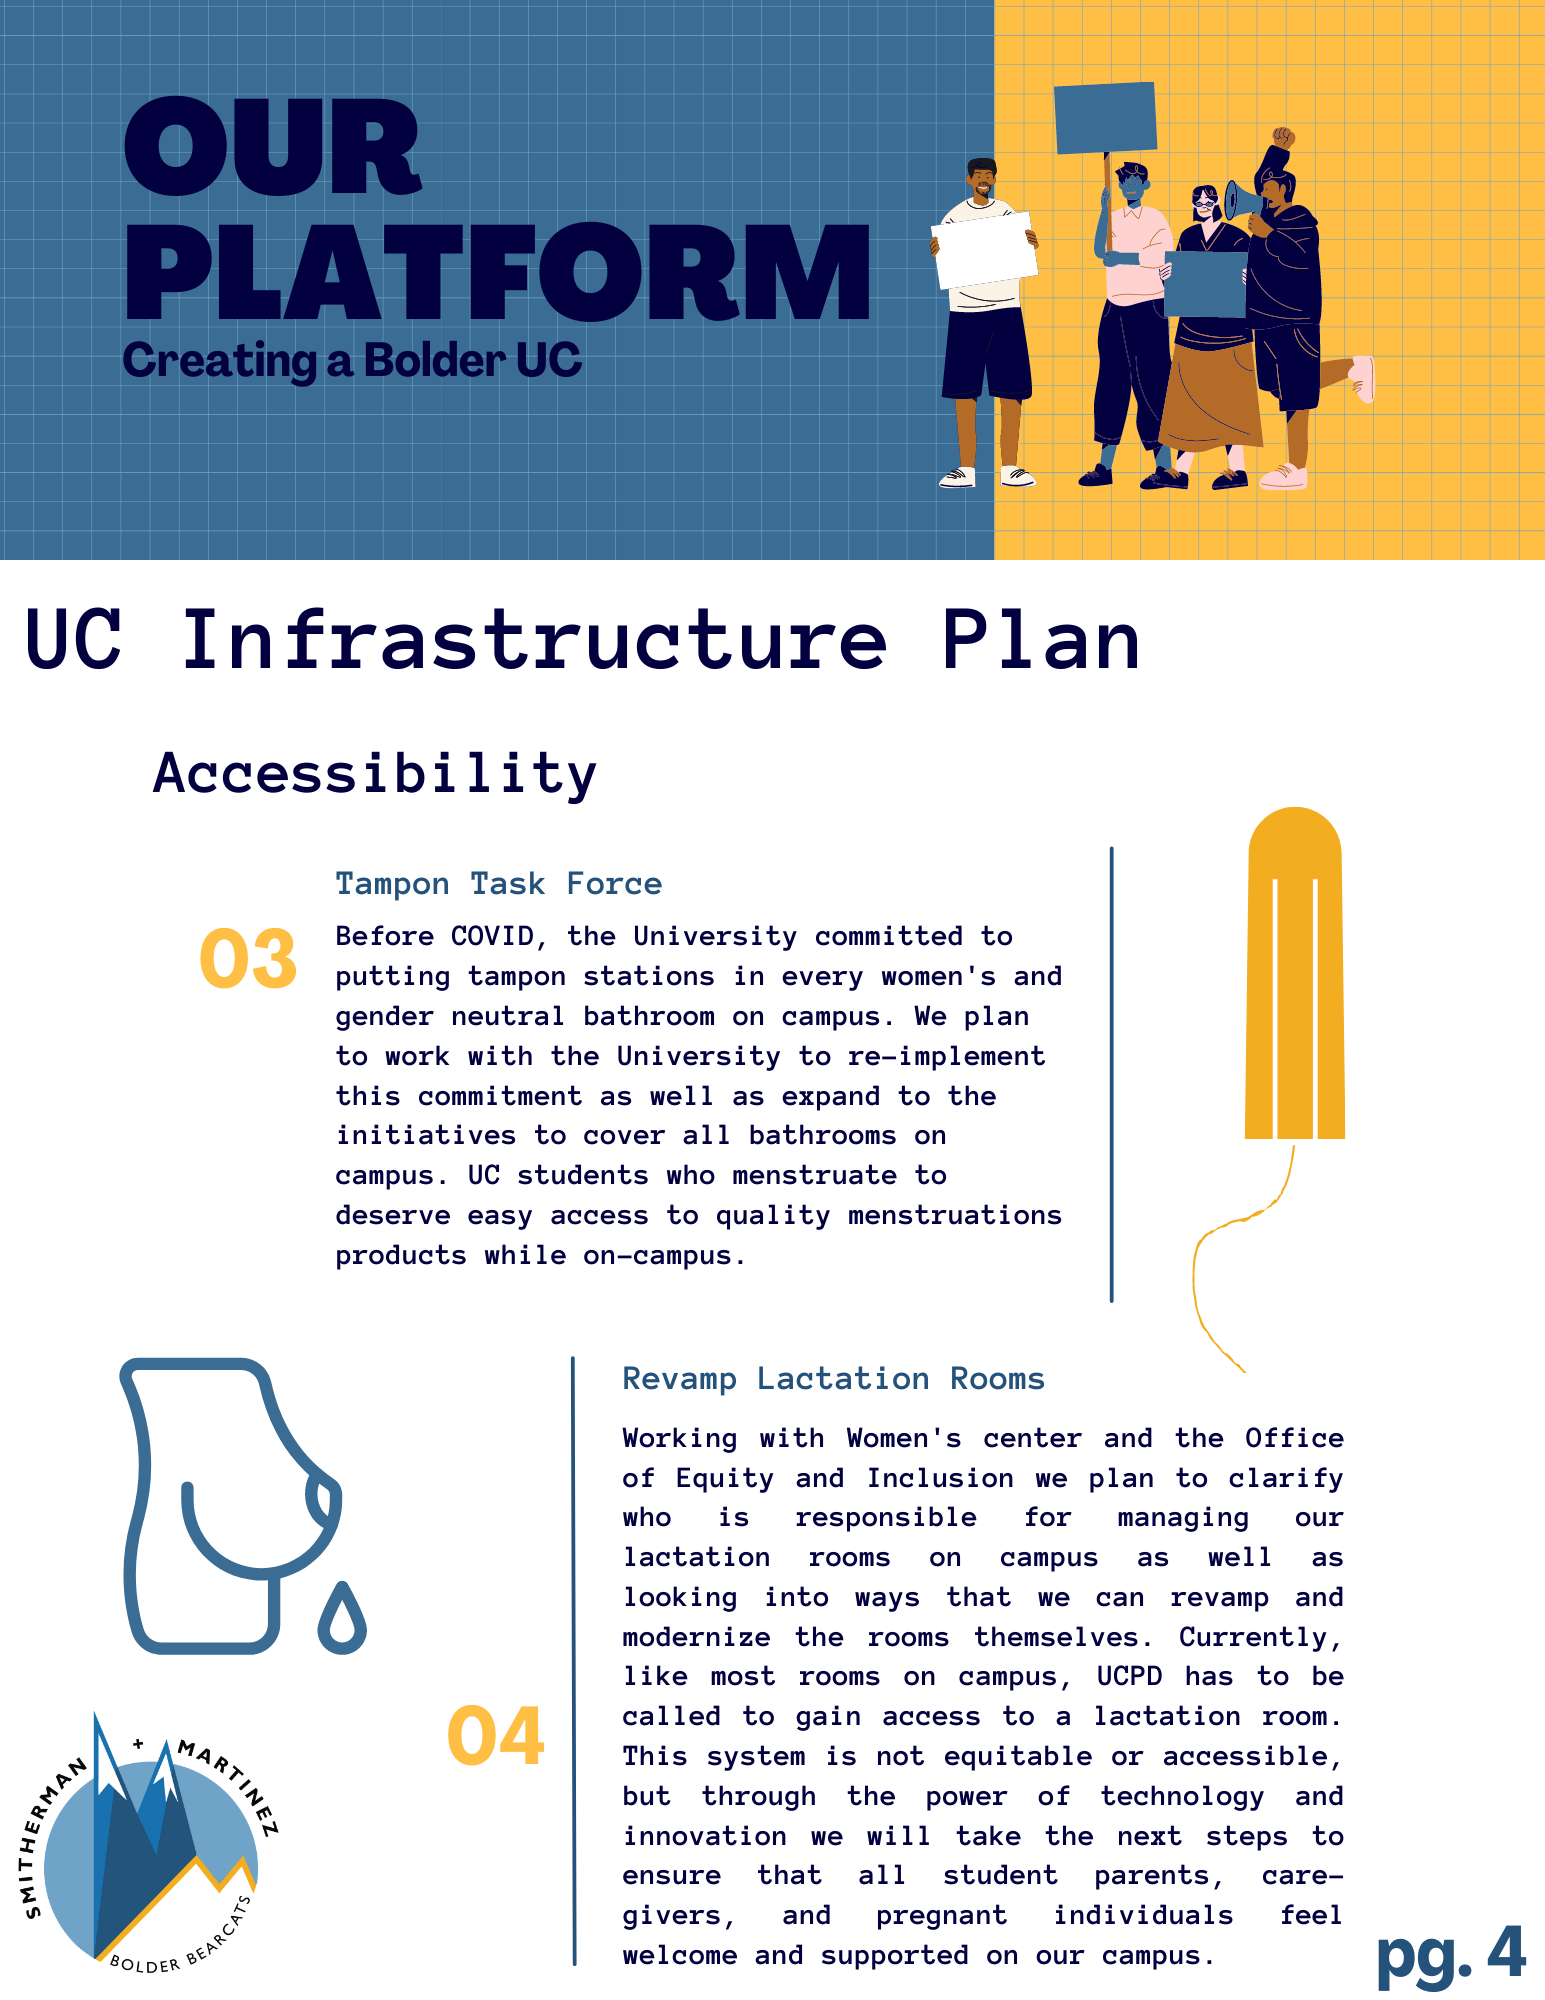 OUR
PLATFORM
Creating a Bolder UC
UC Infrastructure Plan
Accessibility
Tampon Task Force
03
Before COVID, the University committed to
putting tampon stations in every women's and
gender neutral bathroom on campus. We plan
to work with the University to re-implement
this commitment as well as expand to the
initiatives to cover all bathrooms on
campus. UC students who menstruate to
deserve easy access to quality menstruations
products while on-campus.
Revamp Lactation Rooms
04
Working with Women's center and the Office
of Equity and Inclusion we plan to clarify
who is responsible for managing our
lactation rooms on campus as well as
looking into ways that we can revamp and
modernize the rooms themselves. Currently,
like most rooms on campus, UCPD has to be
called to gain access to a lactation room.
This system is not equitable or accessible,
but through the power of technology and
innovation we will take the next steps to
ensure that all student parents, care-
givers, and pregnant individuals feel
welcome and supported on our campus.
SMITHERMAN + MARTINEZ
BOLDER BEARCATS
pg. 4